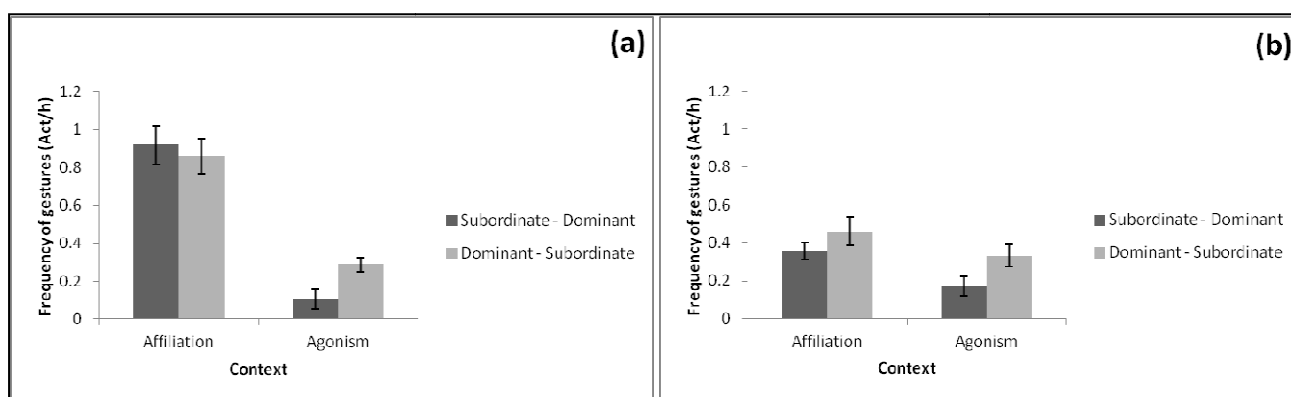 (a)
Frequency of gestures (Act/h)
1.2
1
0.8
0.6
0.4
0.2
0
Affiliation
Agonism
Context
Subordinate - Dominant
Dominant - Subordinate
(b)
Frequency of gestures (Act/h)
1.2
1
0.8
0.6
0.4
0.2
0
Affiliation
Agonism
Context
Subordinate - Dominant
Dominant - Subordinate